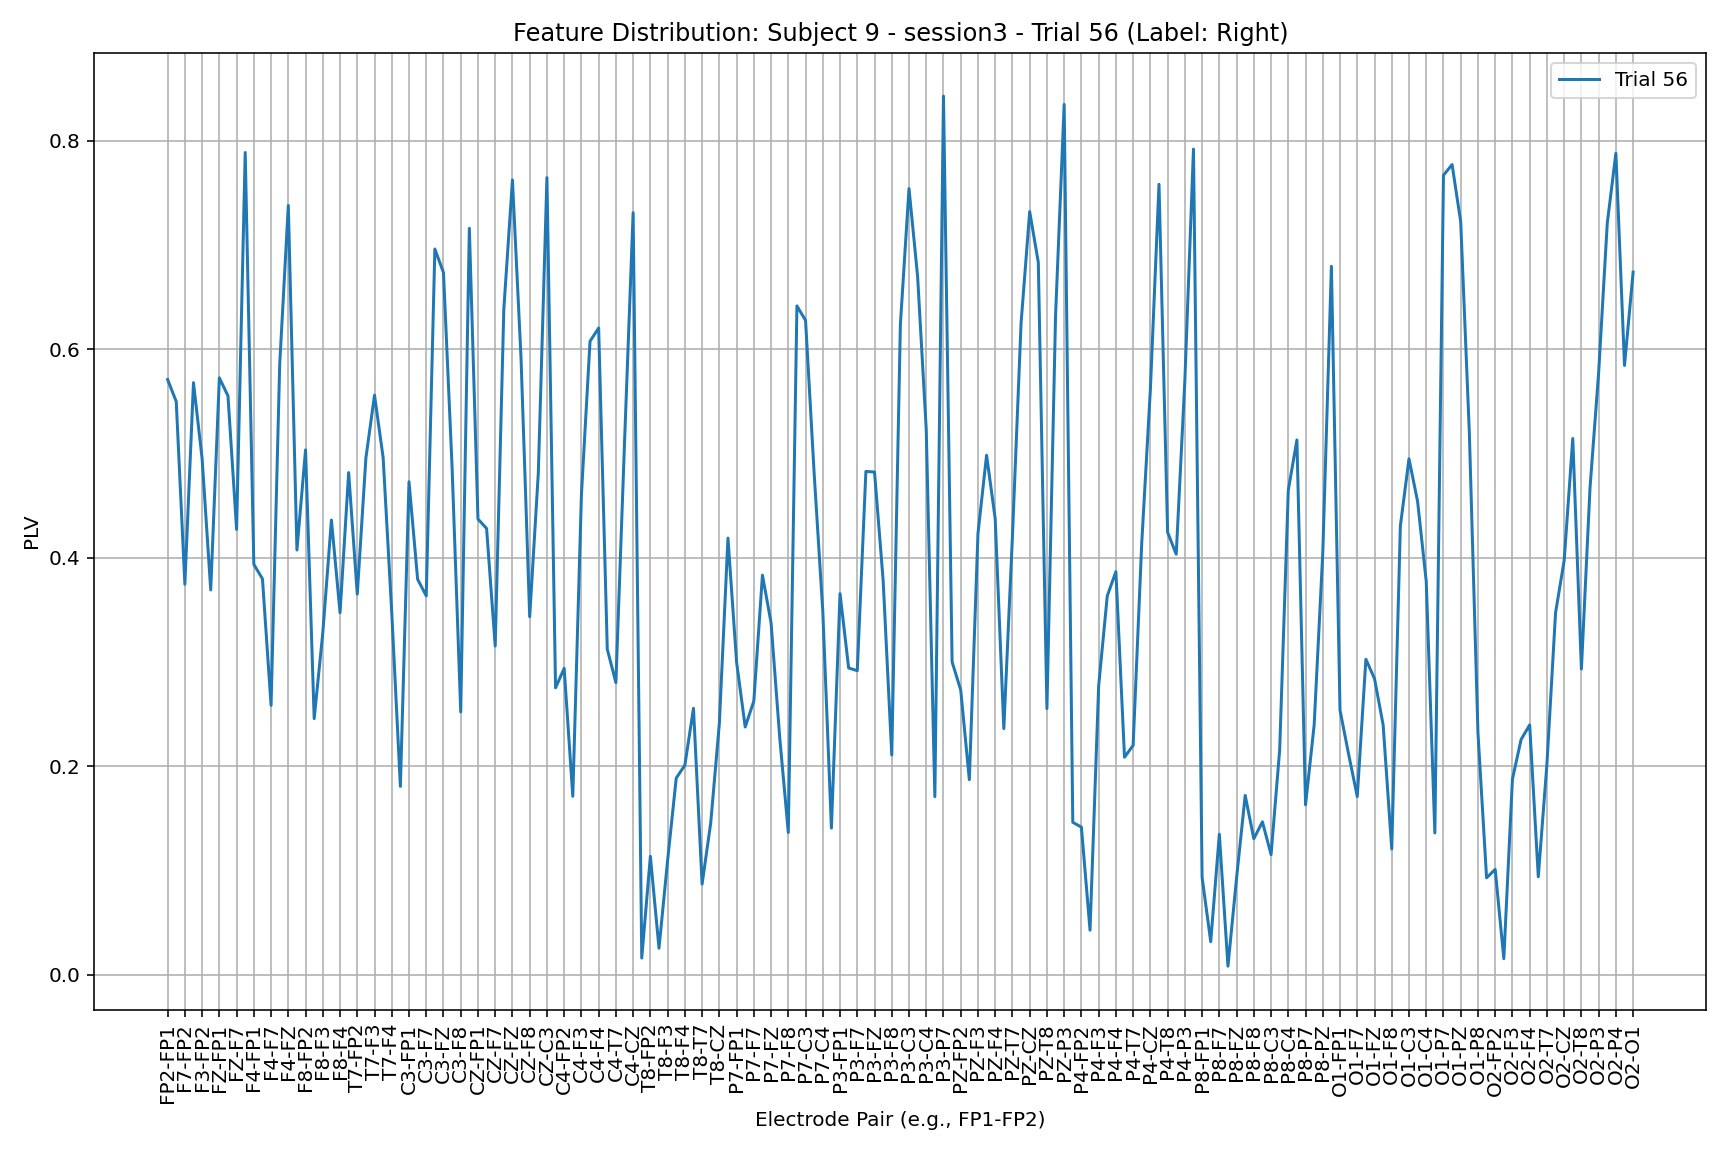 Feature Distribution: Subject 9 - session3 - Trial 56 (Label: Right)
Trial 56
PLV
0.8
0.6
0.4
0.2
0.0
FP2-FP1
F7-FP2
F3-FP2
FZ-FP1
FZ-F7
F4-FP1
F4-F7
F4-FZ
F8-FP2
F8-F3
F8-F4
T7-FP2
T7-F3
T7-F4
C3-FP1
C3-F7
C3-FZ
C3-F8
CZ-FP1
CZ-F7
CZ-FZ
CZ-F8
CZ-C3
C4-FP2
C4-F3
C4-F4
C4-T7
C4-CZ
T8-FP2
T8-F3
T8-F4
T8-T7
T8-CZ
P7-FP1
P7-F7
P7-FZ
P7-F8
P7-C3
P7-C4
P3-FP1
P3-F7
P3-FZ
P3-F8
P3-C3
P3-C4
P3-P7
PZ-FP2
PZ-F3
PZ-F4
PZ-T7
PZ-CZ
PZ-T8
PZ-P3
P4-FP2
P4-F3
P4-F4
P4-T7
P4-CZ
P4-T8
P4-P3
P8-FP1
P8-F7
P8-FZ
P8-F8
P8-C3
P8-C4
P8-P7
P8-PZ
O1-FP1
O1-F7
O1-FZ
O1-F8
O1-C3
O1-C4
O1-P7
O1-PZ
O1-P8
O2-FP2
O2-F3
O2-F4
O2-T7
O2-CZ
O2-T8
O2-P3
O2-P4
O2-O1
Electrode Pair (e.g., FP1-FP2)